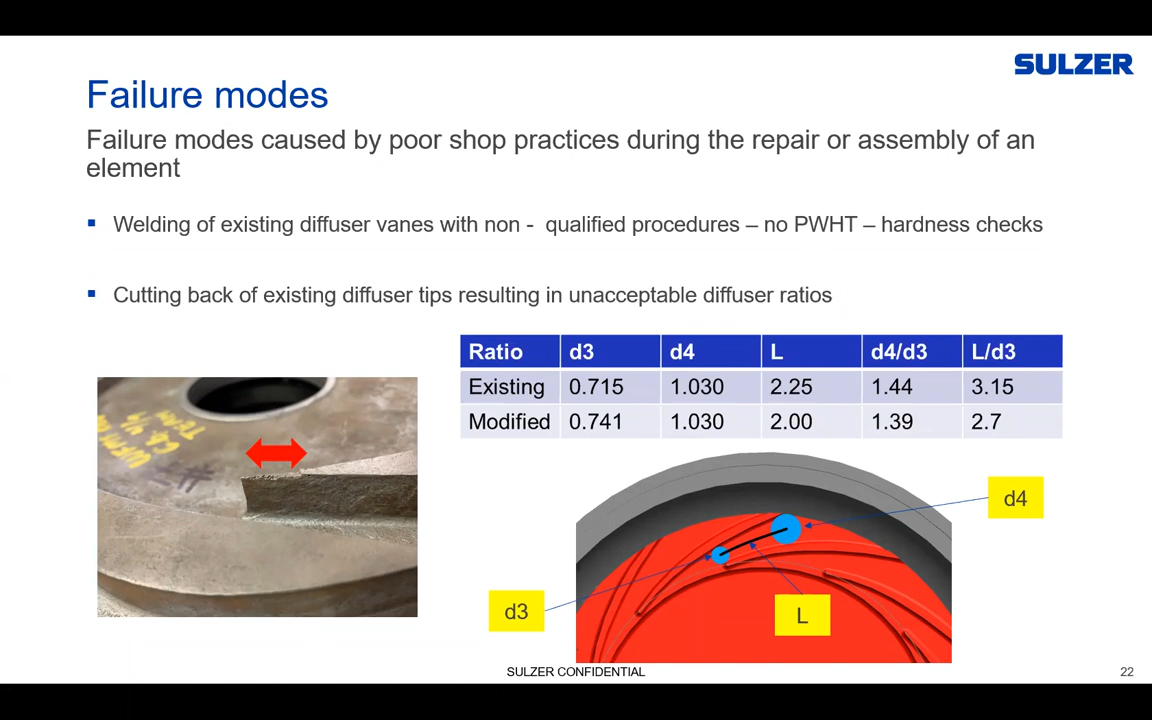 SULZER
Failure modes
Failure modes caused by poor shop practices during the repair or assembly of an
element
Welding of existing diffuser vanes with non - qualified procedures – no PWHT – hardness checks
Cutting back of existing diffuser tips resulting in unacceptable diffuser ratios
Ratio d3 d4 L d4/d3 L/d3
Existing 0.715 1.030 2.25 1.44 3.15
Modified 0.741 1.030 2.00 1.39 2.7
d4
d3
L
SULZER CONFIDENTIAL
22